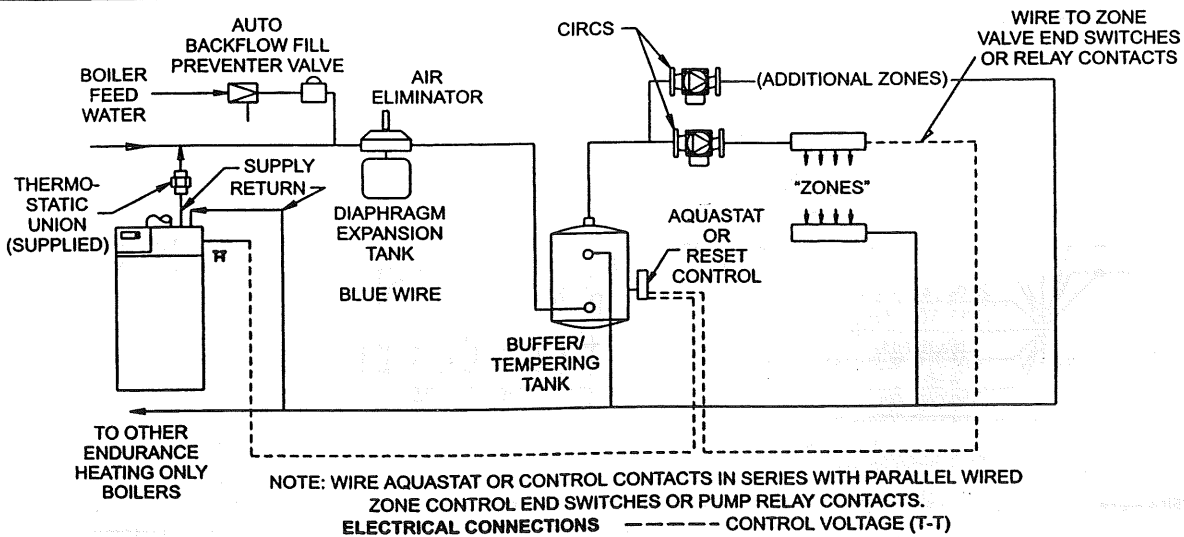 AUTO
BACKFLOW FILL
PREVENTER VALVE
BOILER
FEED
WATER
AIR
ELIMINATOR
CIRCS
WIRE TO ZONE
VALVE END SWITCHES
OR RELAY CONTACTS
(ADDITIONAL ZONES)
THERMO-
STATIC
UNION
(SUPPLIED)
SUPPLY
RETURN
DIAPHRAGM
EXPANSION
TANK
BLUE WIRE
"ZONES"
AQUASTAT
OR
RESET
CONTROL
BUFFER/
TEMPERING
TANK
TO OTHER
ENDURANCE
HEATING ONLY
BOILERS
NOTE: WIRE AQUASTAT OR CONTROL CONTACTS IN SERIES WITH PARALLEL WIRED
ZONE CONTROL END SWITCHES OR PUMP RELAY CONTACTS.
ELECTRICAL CONNECTIONS ------ CONTROL VOLTAGE (T-T)